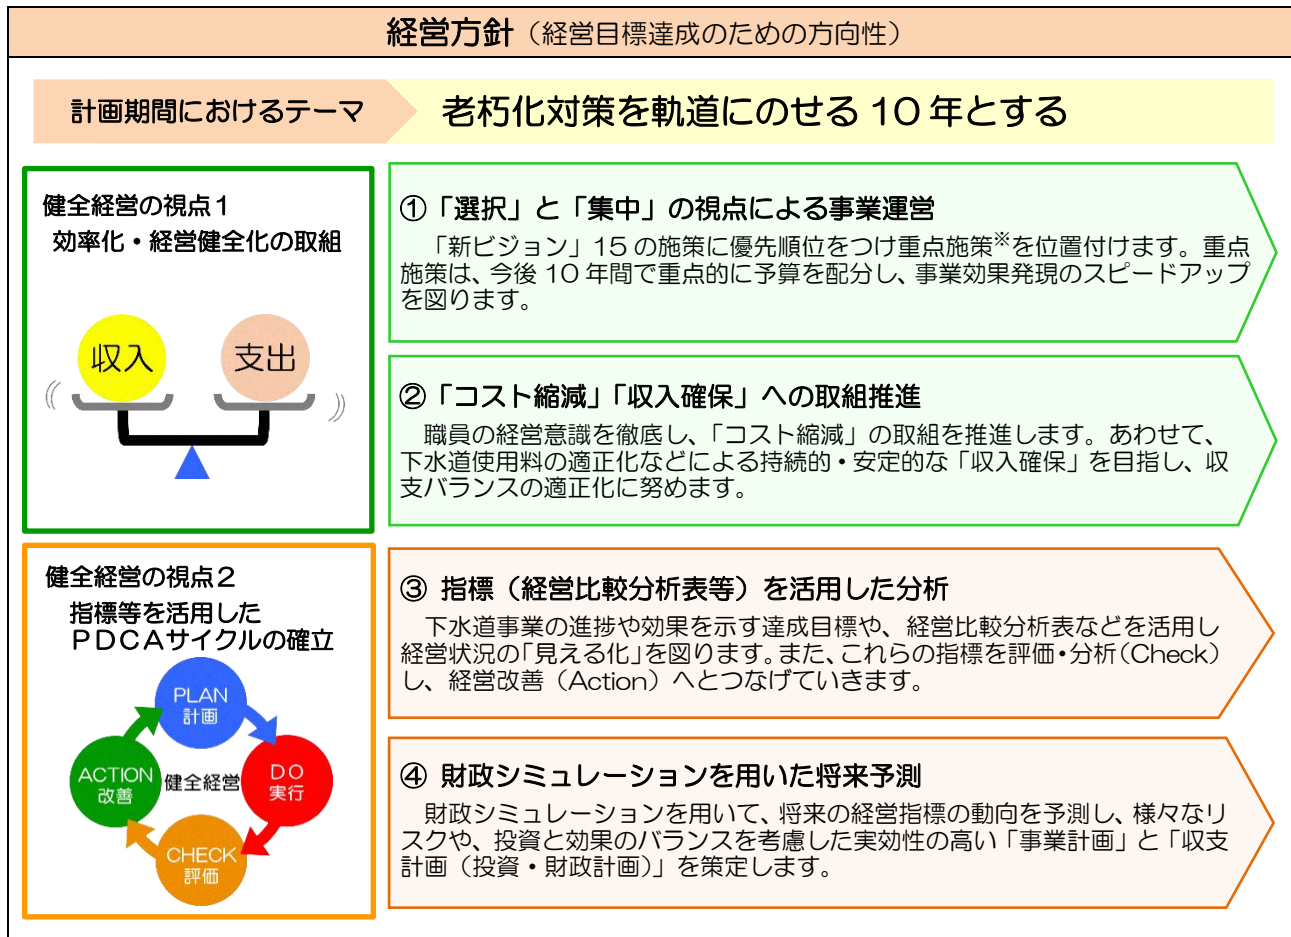 経営方針（経営目標達成のための方向性）
計画期間におけるテーマ
老朽化対策を軌道にのせる 10 年とする
健全経営の視点１
効率化・経営健全化の取組
収入
支出
①「選択」と「集中」の視点による事業運営
「新ビジョン」15 の施策に優先順位をつけ重点施策※を位置付けます。重点
施策は、今後 10 年間で重点的に予算を配分し、事業効果発現のスピードアップ
を図ります。
②「コスト縮減」「収入確保」への取組推進
職員の経営意識を徹底し、「コスト縮減」の取組を推進します。あわせて、
下水道使用料の適正化などによる持続的・安定的な「収入確保」を目指し、収
支バランスの適正化に努めます。
健全経営の視点２
指標等を活用した
ＰＤＣＡサイクルの確立
PLAN
計画
DO
実行
CHECK
評価
ACTION
改善
健全経営
③ 指標（経営比較分析表等）を活用した分析
下水道事業の進捗や効果を示す達成目標や、経営比較分析表などを活用し
経営状況の「見える化」を図ります。また、これらの指標を評価・分析（Check）
し、経営改善（Action）へとつなげていきます。
④ 財政シミュレーションを用いた将来予測
財政シミュレーションを用いて、将来の経営指標の動向を予測し、様々なリ
スクや、投資と効果のバランスを考慮した実効性の高い「事業計画」と「収支
計画（投資・財政計画）」を策定します。